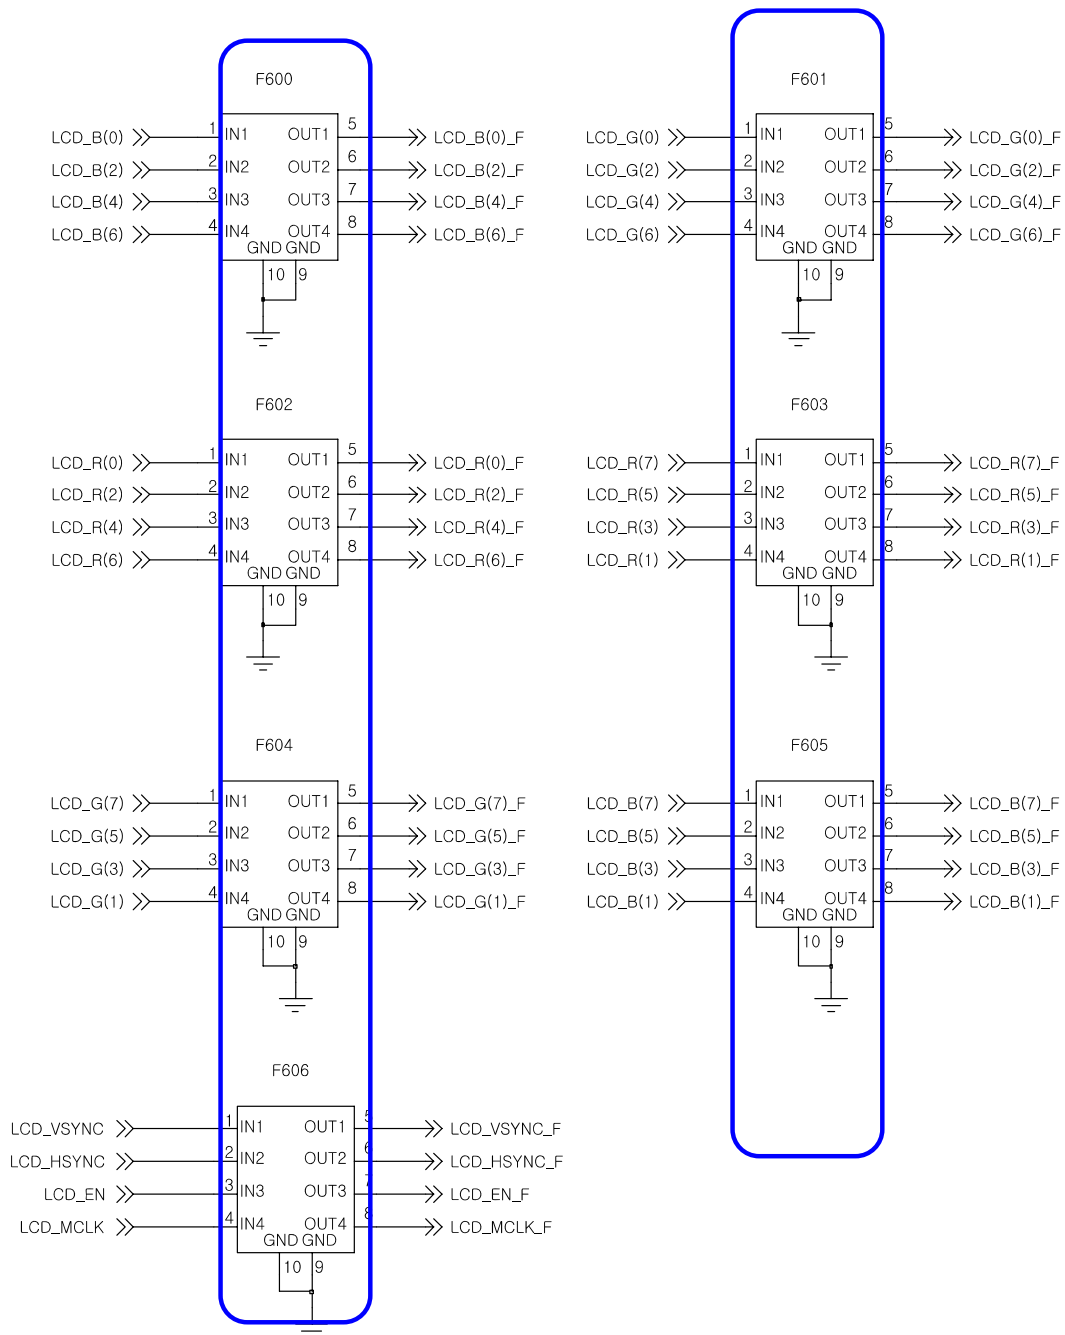 F600 F601
1 IN1 OUT1 5 1 IN1 OUT1 5
LCD_B(0) LCD_B(0)_F LCD_G(0) LCD_G(0)_F
2 IN2 OUT2 6 2 IN2 OUT2 6
LCD_B(2) LCD_B(2)_F LCD_G(2) LCD_G(2)_F
3 IN3 OUT3 7 3 IN3 OUT3 7
LCD_B(4) LCD_B(4)_F LCD_G(4) LCD_G(4)_F
4 IN4 OUT4 8 4 IN4 OUT4 8
LCD_B(6) LCD_B(6)_F LCD_G(6) LCD_G(6)_F
GND GND GND GND
10 9 10 9
F602 F603
1 IN1 OUT1 5 1 IN1 OUT1 5
LCD_R(0) LCD_R(0)_F LCD_R(7) LCD_R(7)_F
2 IN2 OUT2 6 2 IN2 OUT2 6
LCD_R(2) LCD_R(2)_F LCD_R(5) LCD_R(5)_F
3 IN3 OUT3 7 3 IN3 OUT3 7
LCD_R(4) LCD_R(4)_F LCD_R(3) LCD_R(3)_F
4 IN4 OUT4 8 4 IN4 OUT4 8
LCD_R(6) LCD_R(6)_F LCD_R(1) LCD_R(1)_F
GND GND GND GND
10 9 10 9
F604 F605
1 IN1 OUT1 5 1 IN1 OUT1 5
LCD_G(7) LCD_G(7)_F LCD_B(7) LCD_B(7)_F
2 IN2 OUT2 6 2 IN2 OUT2 6
LCD_G(5) LCD_G(5)_F LCD_B(5) LCD_B(5)_F
3 IN3 OUT3 7 3 IN3 OUT3 7
LCD_G(3) LCD_G(3)_F LCD_B(3) LCD_B(3)_F
4 IN4 OUT4 8 4 IN4 OUT4 8
LCD_G(1) LCD_G(1)_F LCD_B(1) LCD_B(1)_F
GND GND GND GND
10 9 10 9
F606
1 IN1 OUT1 5
LCD_VSYNC LCD_VSYNC_F
2 IN2 OUT2 6
LCD_HSYNC LCD_HSYNC_F
3 IN3 OUT3 7
LCD_EN LCD_EN_F
4 IN4 OUT4 8
LCD_MCLK LCD_MCLK_F
GND GND
10 9